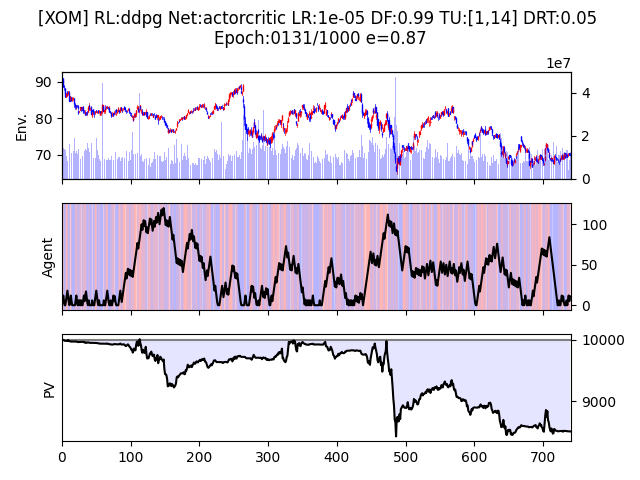 [XOM] RL:ddpg Net:actorcritic LR:1e-05 DF:0.99 TU:[1,14] DRT:0.05
Epoch:0131/1000 e=0.87
1e7
90
80
70
Env.
4
2
0
Agent
100
50
0
PV
10000
9000
0 100 200 300 400 500 600 700